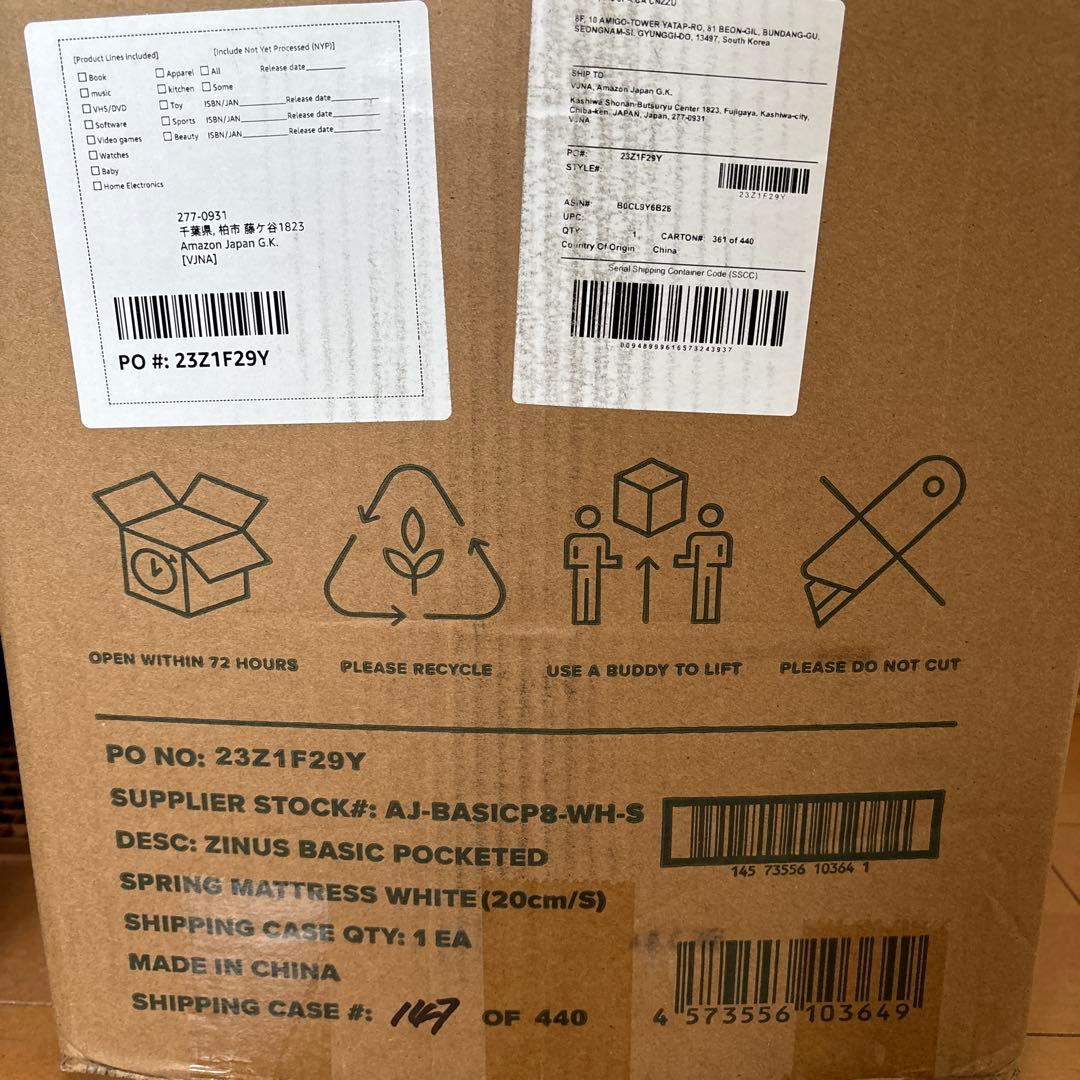 [Product Lines included]
[Include Not Yet Processed (NYP)]
Book
Apparel
All
Release date
music
kitchen
Some
VHS/DVD
Toy
ISBN/JAN
Release date
Software
Sports
ISBN/JAN
Release date
Video games
Beauty
ISBN/JAN
Release date
Watches
Baby
Home Electronics
277-0931
千葉県, 柏市 藤ケ谷1823
Amazon Japan G.K.
[VJNA]
PO #: 23Z1F29Y
8F, 10 AMIGO-TOWER YATAP-RO, 81 BEON-GIL, BUNDANG-GU,
SEONGNAM-SI, GYUNGGI-DO, 13497, South Korea
SHIP TO
VJNA, Amazon Japan G.K.
Kashiwa Shonan-Butsuryu Center 1823, Fujigaya, Kashiwa-city,
Chiba-ken, JAPAN, Japan, 277-0931
VJNA
PO#: 23Z1F29Y
STYLE#:
23Z1F29Y
ASIN# B0CL9Y6B26
UPC:
QTY 1 CARTON# 361 of 440
Country Of Origin China
Serial Shipping Container Code (SSCC)
00948999616573243937
OPEN WITHIN 72 HOURS
PLEASE RECYCLE
USE A BUDDY TO LIFT
PLEASE DO NOT CUT
PO NO: 23Z1F29Y
SUPPLIER STOCK#: AJ-BASICP8-WH-S
DESC: ZINUS BASIC POCKETED
SPRING MATTRESS WHITE(20cm/S)
SHIPPING CASE QTY: 1 EA
MADE IN CHINA
SHIPPING CASE #: 147 OF 440
145 73556 10364 1
4 573556 103649